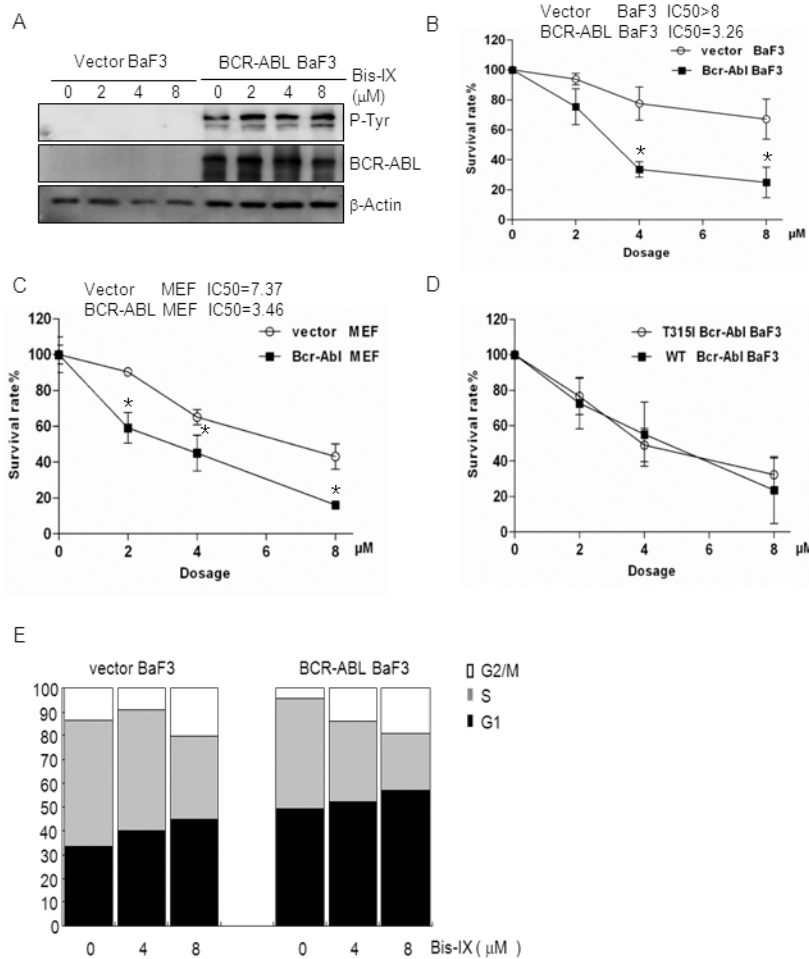 A
Vector BaF3 BCR-ABL BaF3
0 2 4 8 0 2 4 8 Bis-IX (μM)
P-Tyr
BCR-ABL
β-Actin
B
Vector BaF3 IC50>8
BCR-ABL BaF3 IC50=3.26
vector BaF3
Bcr-Abl BaF3
Survival rate%
120
100
80
60
40
20
0
*
*
0 2 4 6 8 μM
Dosage
C
Vector MEF IC50=7.37
BCR-ABL MEF IC50=3.46
vector MEF
Bcr-Abl MEF
Survival rate%
120
100
80
60
40
20
0
*
*
*
0 2 4 6 8 μM
Dosage
D
T315I Bcr-Abl BaF3
WT Bcr-Abl BaF3
Survival rate%
120
100
80
60
40
20
0
0 2 4 6 8 μM
Dosage
E
vector BaF3 BCR-ABL BaF3
G2/M
S
G1
100
90
80
70
60
50
40
30
20
10
0
0 4 8 0 4 8 Bis-IX (μM)